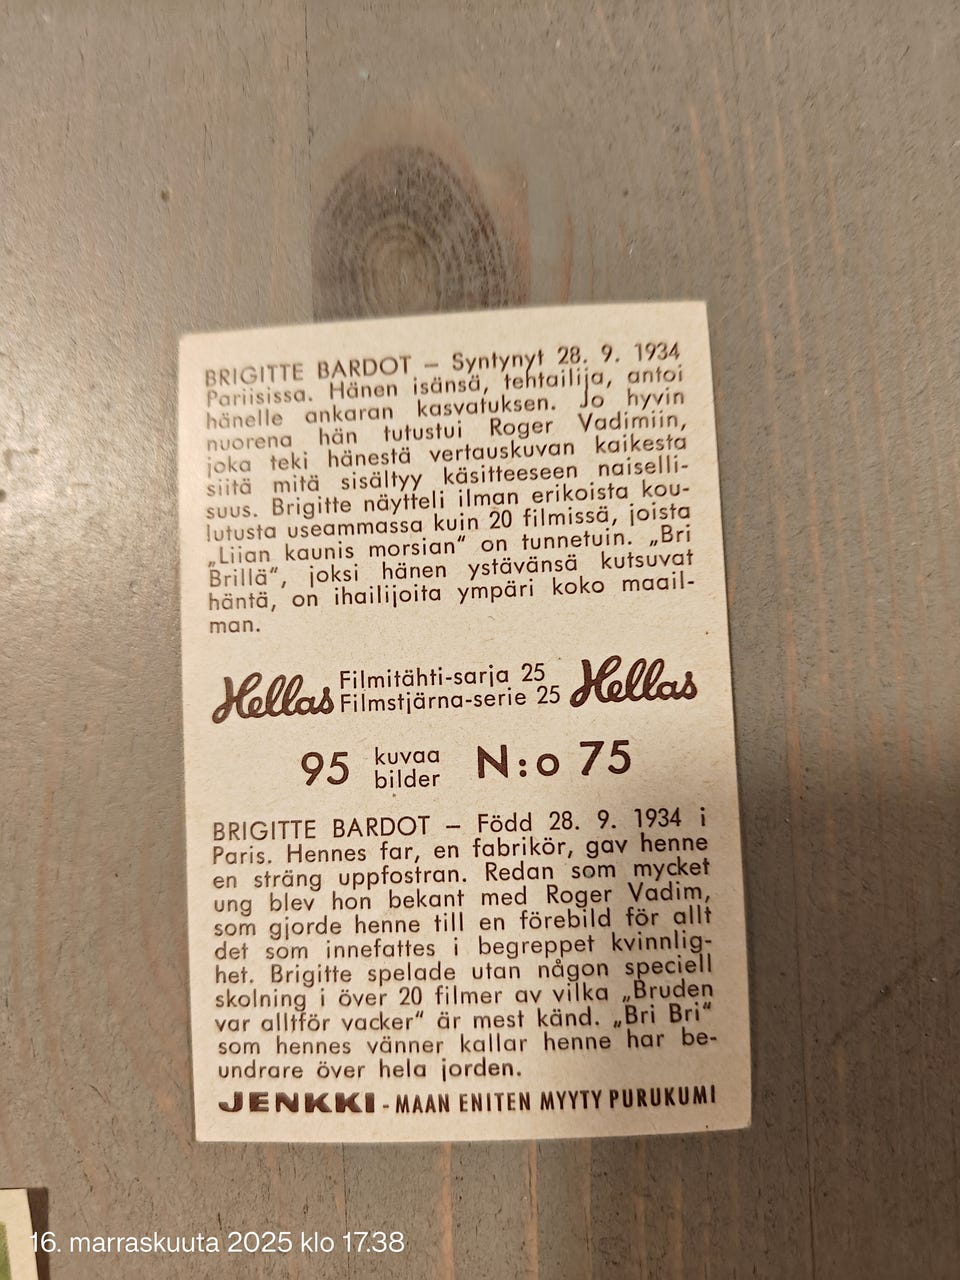 BRIGITTE BARDOT – Syntynyt 28. 9. 1934
Pariisissa. Hänen isänsä, tehtailija, antoi
hänelle ankaran kasvatuksen. Jo hyvin
nuorena hän tutustui Roger Vadimiin,
joka teki hänestä vertauskuvan kaikesta
siitä mitä sisältyy käsitteeseen naiselli-
suus. Brigitte näytteli ilman erikoista kou-
lutusta useammassa kuin 20 filmissä, joista
„Liian kaunis morsian“ on tunnetuin. „Bri
Brillä“, joksi hänen ystävänsä kutsuvat
häntä, on ihailijoita ympäri koko maail-
man.
Hellas Filmitähti-sarja 25 Hellas
Filmstjärna-serie 25
95 kuvaa N:o 75
bilder
BRIGITTE BARDOT – Född 28. 9. 1934 i
Paris. Hennes far, en fabrikör, gav henne
en sträng uppfostran. Redan som mycket
ung blev hon bekant med Roger Vadim,
som gjorde henne till en förebild för allt
det som innefattes i begreppet kvinnlig-
het. Brigitte spelade utan någon speciell
skolning i över 20 filmer av vilka „Bruden
var alltför vacker“ är mest känd. „Bri Bri“
som hennes vänner kallar henne har be-
undrare över hela jorden.
JENKKI - MAAN ENITEN MYYTY PURUKUMI
16. marraskuuta 2025 klo 17.38